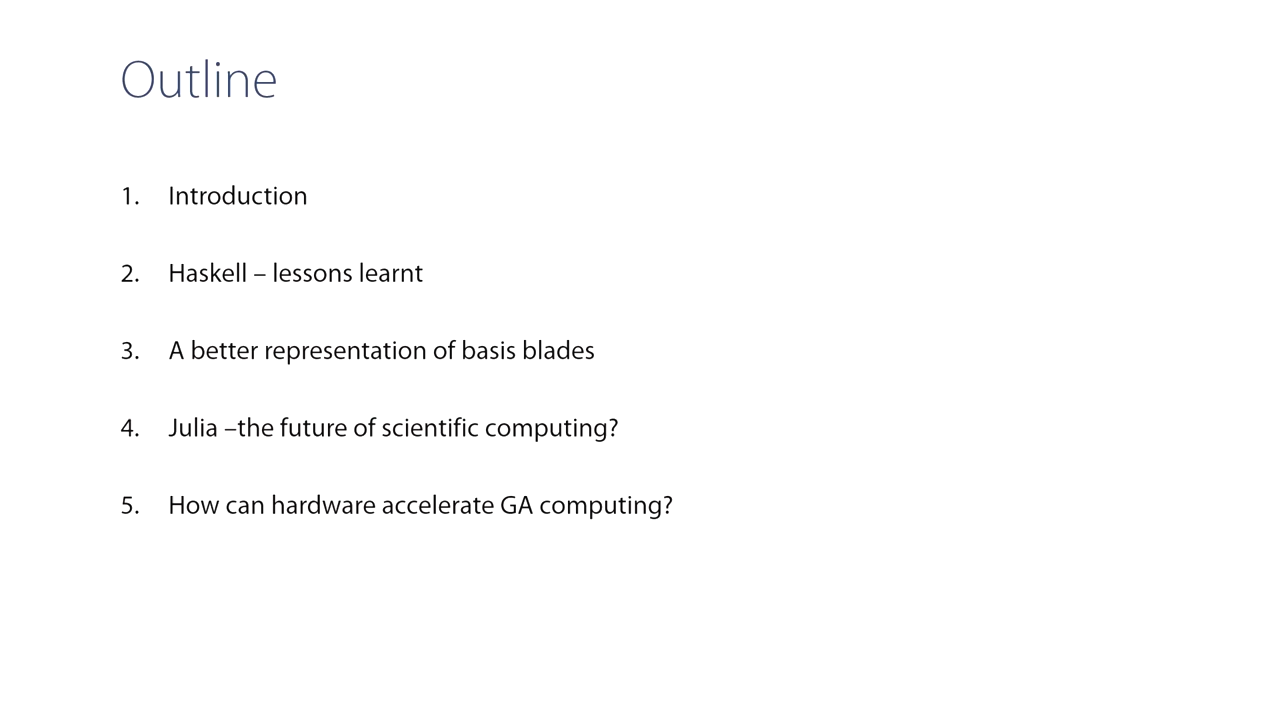 Outline
1. Introduction
2. Haskell – lessons learnt
3. A better representation of basis blades
4. Julia –the future of scientific computing?
5. How can hardware accelerate GA computing?